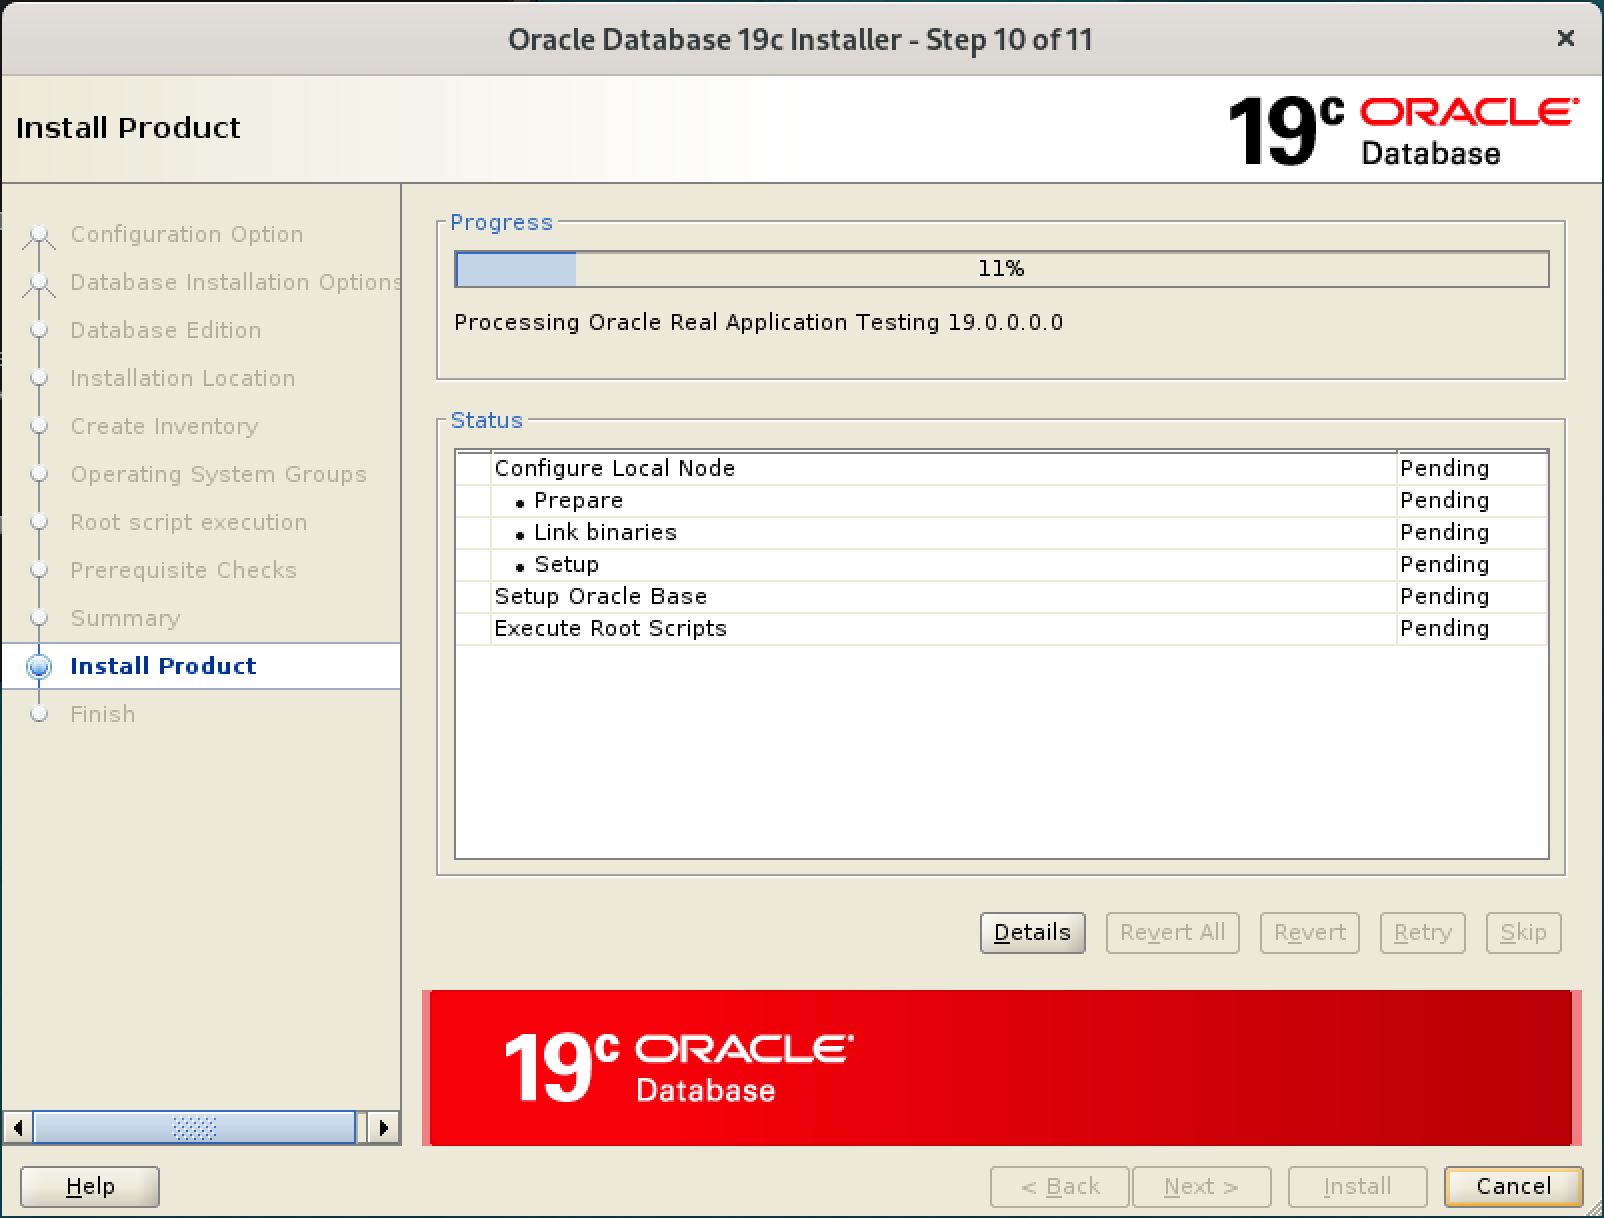 Oracle Database 19c Installer - Step 10 of 11
×
Install Product
19c ORACLE®
Database
Configuration Option
Database Installation Options
Database Edition
Installation Location
Create Inventory
Operating System Groups
Root script execution
Prerequisite Checks
Summary
Install Product
Finish
Progress
11%
Processing Oracle Real Application Testing 19.0.0.0.0
Status
Configure Local Node Pending
• Prepare Pending
• Link binaries Pending
• Setup Pending
Setup Oracle Base Pending
Execute Root Scripts Pending
Details Revert All Revert Retry Skip
19c ORACLE®
Database
Help < Back Next > Install Cancel